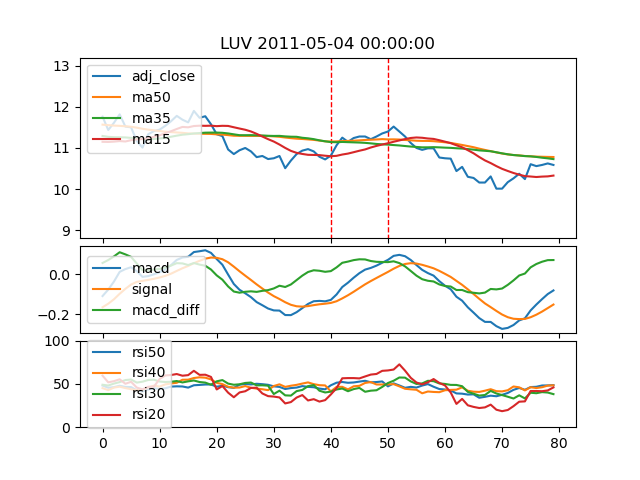 LUV 2011-05-04 00:00:00
13
12
11
10
9
adj_close
ma50
ma35
ma15
0.0
−0.2
macd
signal
macd_diff
100
50
0
rsi50
rsi40
rsi30
rsi20
0 10 20 30 40 50 60 70 80